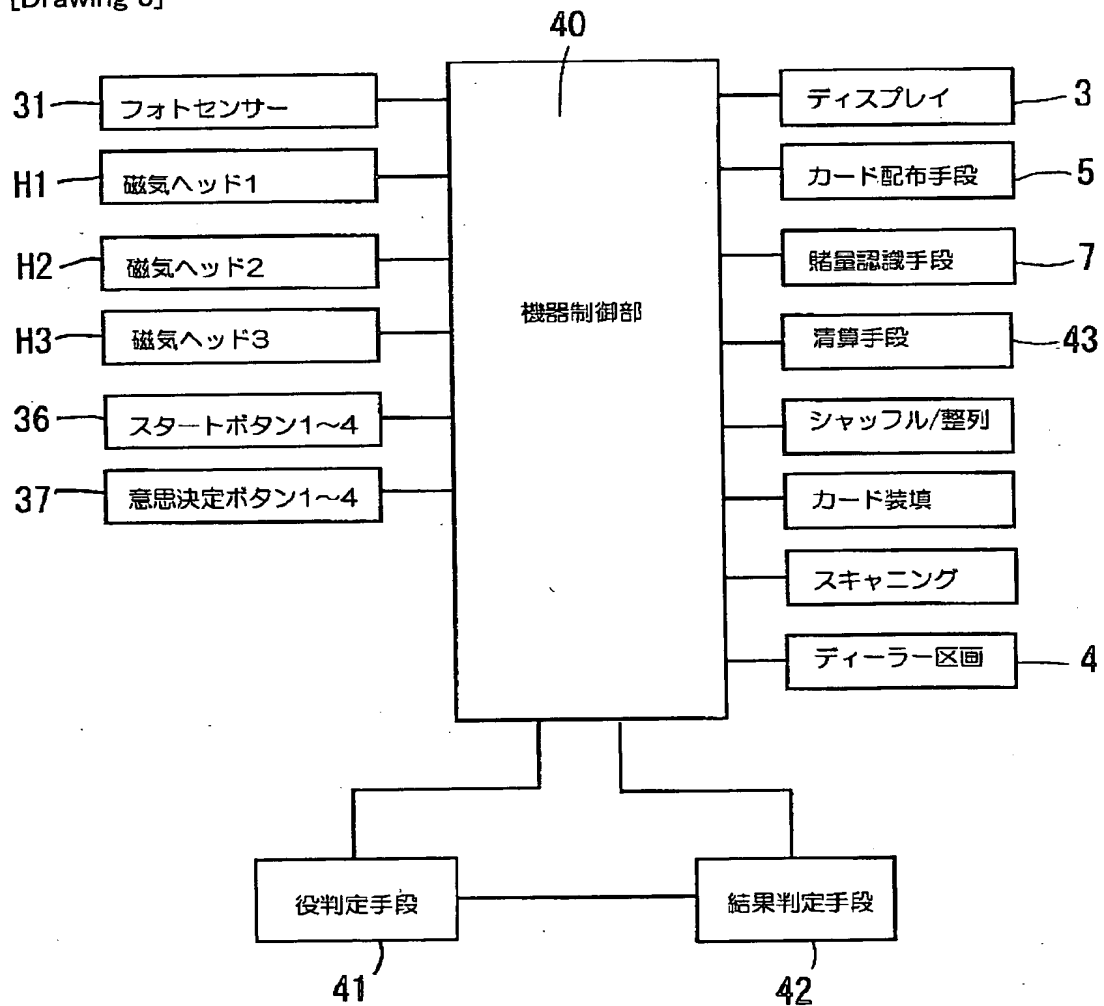 40
31 フォトセンサー
H1 磁気ヘッド1
H2 磁気ヘッド2
H3 磁気ヘッド3
36 スタートボタン1～4
37 意思決定ボタン1～4
機器制御部
ディスプレイ 3
カード配布手段 5
賭量認識手段 7
清算手段 43
シャッフル/整列
カード装填
スキャニング
ディーラー区画 4
役判定手段
結果判定手段
41
42